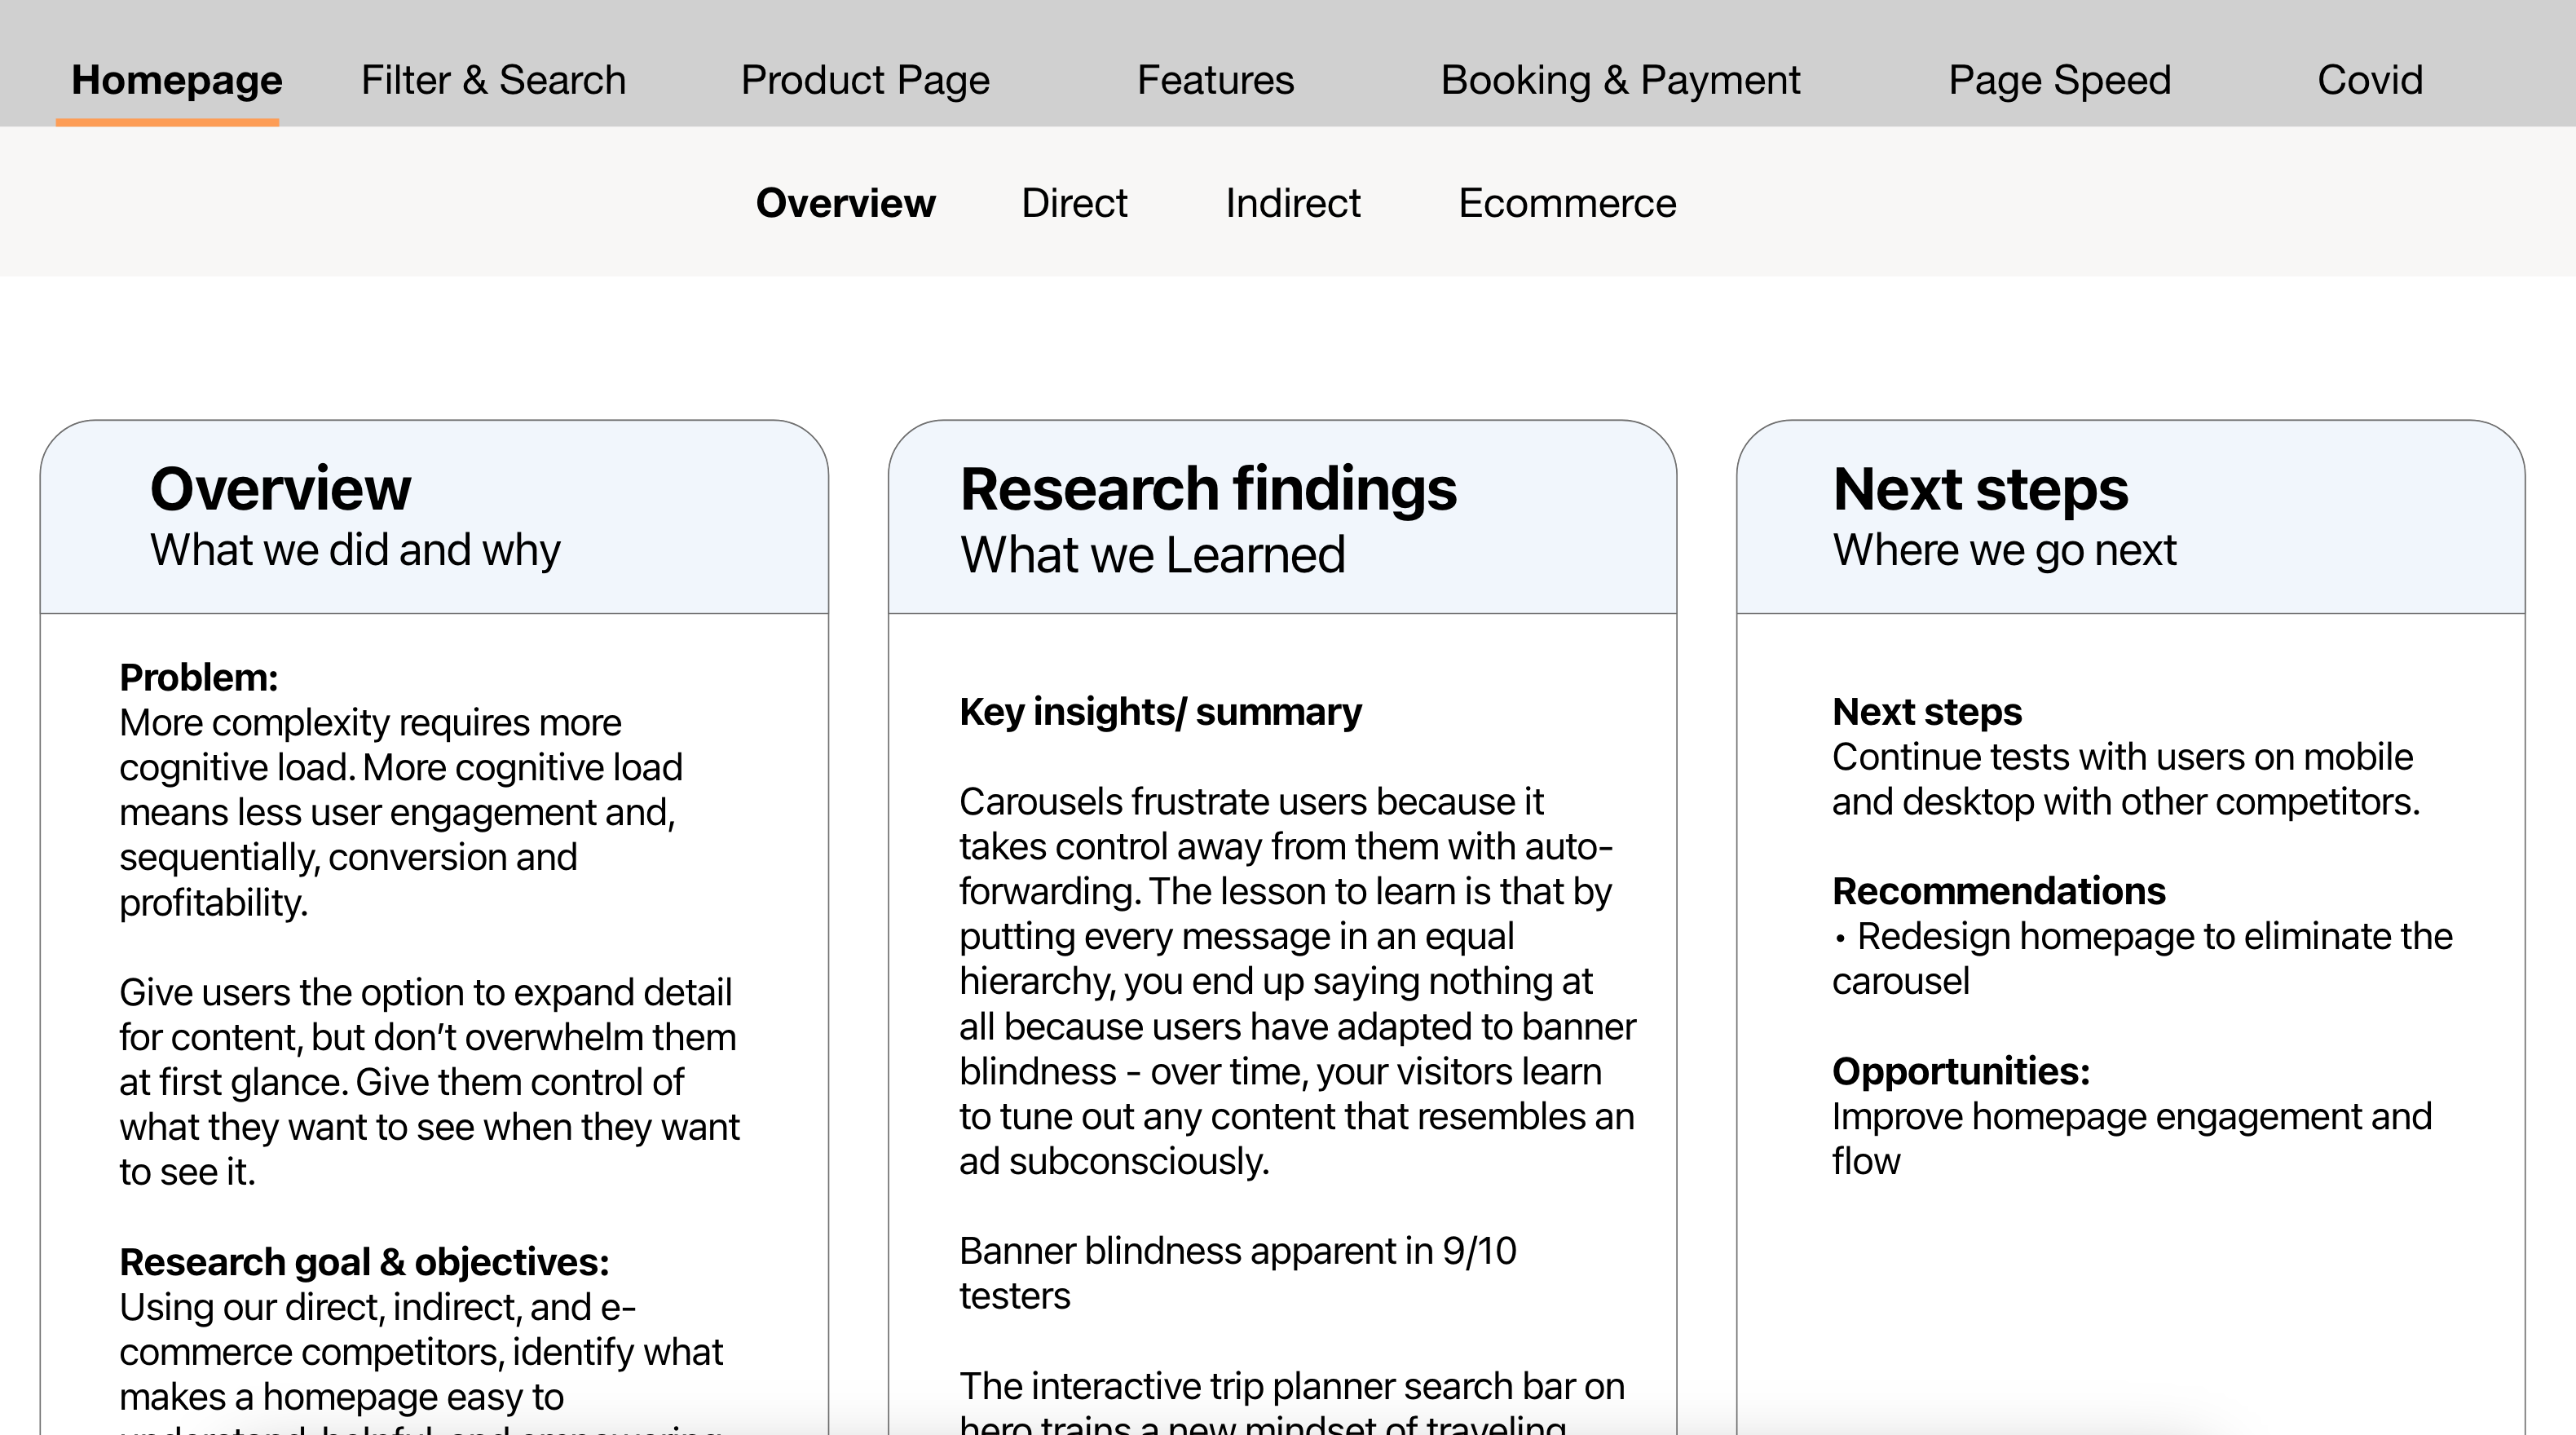 Homepage Filter & Search Product Page Features Booking & Payment Page Speed Covid
Overview Direct Indirect Ecommerce
Overview
What we did and why
Problem:
More complexity requires more
cognitive load. More cognitive load
means less user engagement and,
sequentially, conversion and
profitability.
Give users the option to expand detail
for content, but don’t overwhelm them
at first glance. Give them control of
what they want to see when they want
to see it.
Research goal & objectives:
Using our direct, indirect, and e-
commerce competitors, identify what
makes a homepage easy to
understand, helpful, and empowering
Research findings
What we Learned
Key insights/ summary
Carousels frustrate users because it
takes control away from them with auto-
forwarding. The lesson to learn is that by
putting every message in an equal
hierarchy, you end up saying nothing at
all because users have adapted to banner
blindness - over time, your visitors learn
to tune out any content that resembles an
ad subconsciously.
Banner blindness apparent in 9/10
testers
The interactive trip planner search bar on
hero trains a new mindset of traveling
Next steps
Where we go next
Next steps
Continue tests with users on mobile
and desktop with other competitors.
Recommendations
• Redesign homepage to eliminate the
carousel
Opportunities:
Improve homepage engagement and
flow